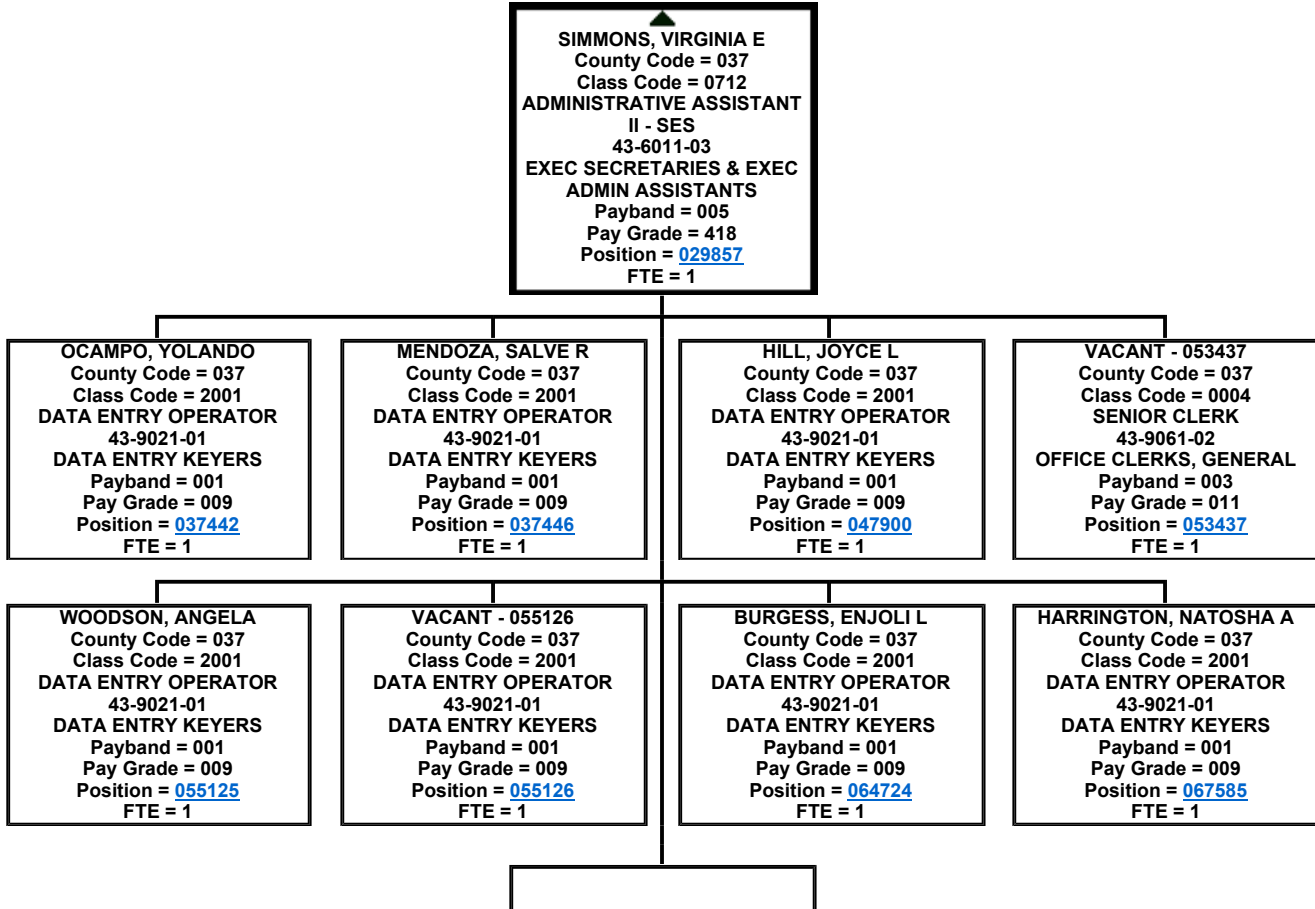 SIMMONS, VIRGINIA E
County Code = 037
Class Code = 0712
ADMINISTRATIVE ASSISTANT
II - SES
43-6011-03
EXEC SECRETARIES & EXEC
ADMIN ASSISTANTS
Payband = 005
Pay Grade = 418
Position = 029857
FTE = 1
OCAMPO, YOLANDO
County Code = 037
Class Code = 2001
DATA ENTRY OPERATOR
43-9021-01
DATA ENTRY KEYERS
Payband = 001
Pay Grade = 009
Position = 037442
FTE = 1
MENDOZA, SALVE R
County Code = 037
Class Code = 2001
DATA ENTRY OPERATOR
43-9021-01
DATA ENTRY KEYERS
Payband = 001
Pay Grade = 009
Position = 037446
FTE = 1
HILL, JOYCE L
County Code = 037
Class Code = 2001
DATA ENTRY OPERATOR
43-9021-01
DATA ENTRY KEYERS
Payband = 001
Pay Grade = 009
Position = 047900
FTE = 1
VACANT - 053437
County Code = 037
Class Code = 0004
SENIOR CLERK
43-9061-02
OFFICE CLERKS, GENERAL
Payband = 003
Pay Grade = 011
Position = 053437
FTE = 1
WOODSON, ANGELA
County Code = 037
Class Code = 2001
DATA ENTRY OPERATOR
43-9021-01
DATA ENTRY KEYERS
Payband = 001
Pay Grade = 009
Position = 055125
FTE = 1
VACANT - 055126
County Code = 037
Class Code = 2001
DATA ENTRY OPERATOR
43-9021-01
DATA ENTRY KEYERS
Payband = 001
Pay Grade = 009
Position = 055126
FTE = 1
BURGESS, ENJOLI L
County Code = 037
Class Code = 2001
DATA ENTRY OPERATOR
43-9021-01
DATA ENTRY KEYERS
Payband = 001
Pay Grade = 009
Position = 064724
FTE = 1
HARRINGTON, NATOSHA A
County Code = 037
Class Code = 2001
DATA ENTRY OPERATOR
43-9021-01
DATA ENTRY KEYERS
Payband = 001
Pay Grade = 009
Position = 067585
FTE = 1